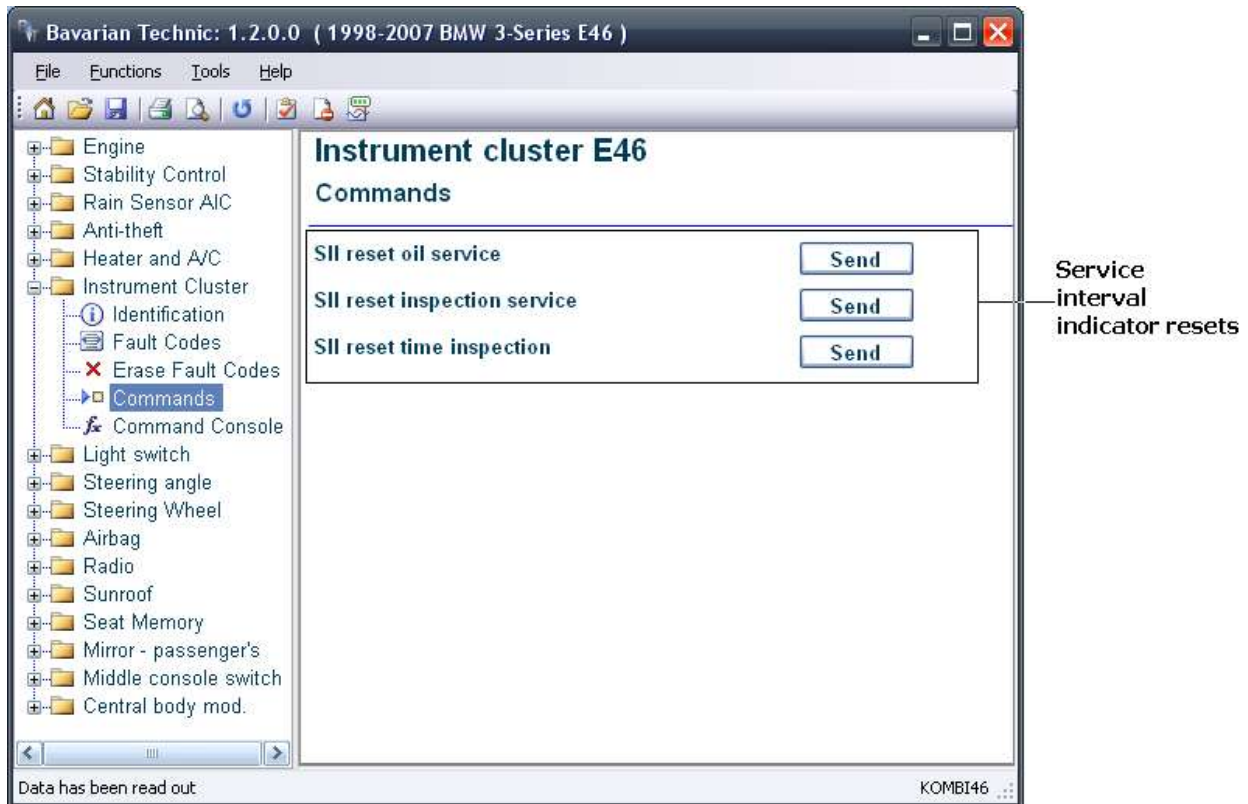 Bavarian Technic: 1.2.0.0 ( 1998-2007 BMW 3-Series E46 )
File Functions Tools Help
Engine
Stability Control
Rain Sensor AIC
Anti-theft
Heater and A/C
Instrument Cluster
Identification
Fault Codes
Erase Fault Codes
Commands
Command Console
Light switch
Steering angle
Steering Wheel
Airbag
Radio
Sunroof
Seat Memory
Mirror - passenger's
Middle console switch
Central body mod.
Instrument cluster E46
Commands
SII reset oil service Send
SII reset inspection service Send
SII reset time inspection Send
Service
interval
indicator resets
Data has been read out KOMBI46